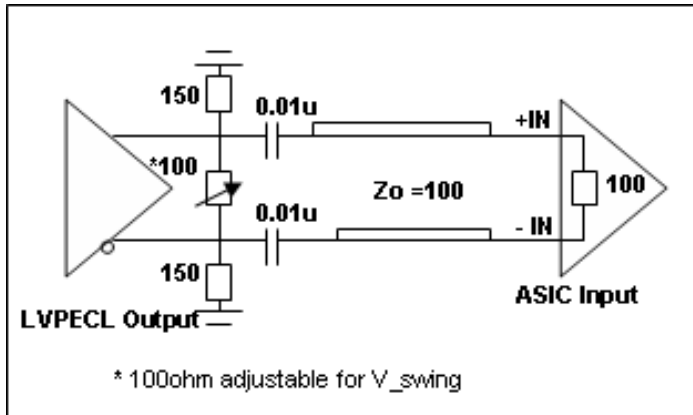 150
0.01u
+IN
*100
Zo =100
100
0.01u
- IN
150
ASIC Input
LVPECL Output
* 100ohm adjustable for V_swing